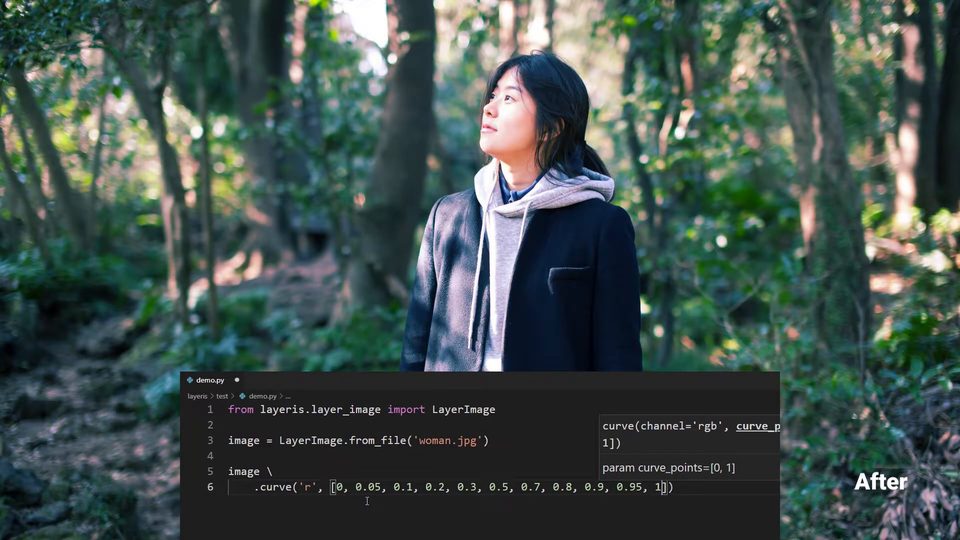 demo.py
layeris > test > demo.py > ...
1 from layeris.layer_image import LayerImage
2
3 image = LayerImage.from_file('woman.jpg')
4
5 image \
6 .curve('r', [0, 0.05, 0.1, 0.2, 0.3, 0.5, 0.7, 0.8, 0.9, 0.95, 1])
curve(channel='rgb', curve_p
1])
param curve_points=[0, 1]
After